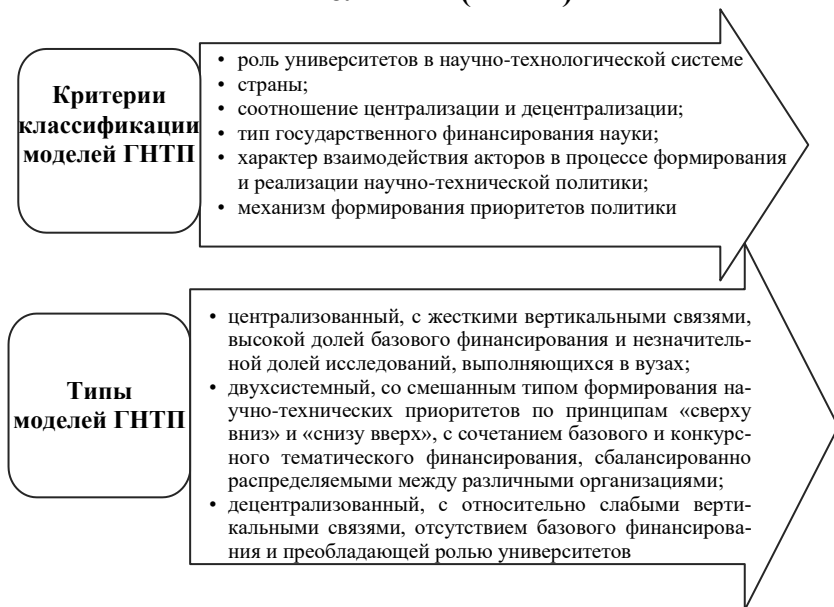 Критерии
классификации
моделей ГНТП
• роль университетов в научно-технологической системе
• страны;
• соотношение централизации и децентрализации;
• тип государственного финансирования науки;
• характер взаимодействия акторов в процессе формирования
и реализации научно-технической политики;
• механизм формирования приоритетов политики
Типы
моделей ГНТП
• централизованный, с жесткими вертикальными связями,
высокой долей базового финансирования и незначитель-
ной долей исследований, выполняющихся в вузах;
• двухсистемный, со смешанным типом формирования на-
учно-технических приоритетов по принципам «сверху
вниз» и «снизу вверх», с сочетанием базового и конкурс-
ного тематического финансирования, сбалансированно
распределяемыми между различными организациями;
• децентрализованный, с относительно слабыми верти-
кальными связями, отсутствием базового финансирова-
ния и преобладающей ролью университетов